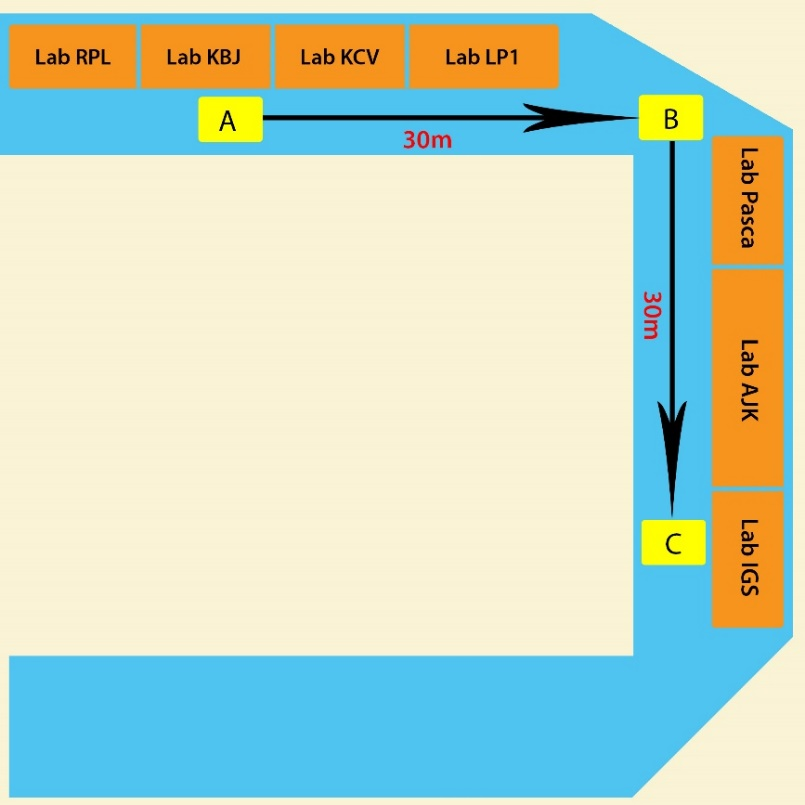 Lab RPL
Lab KBJ
Lab KCV
Lab LP1
A
B
30m
Lab Pasca
30m
Lab AJK
C
Lab IGS